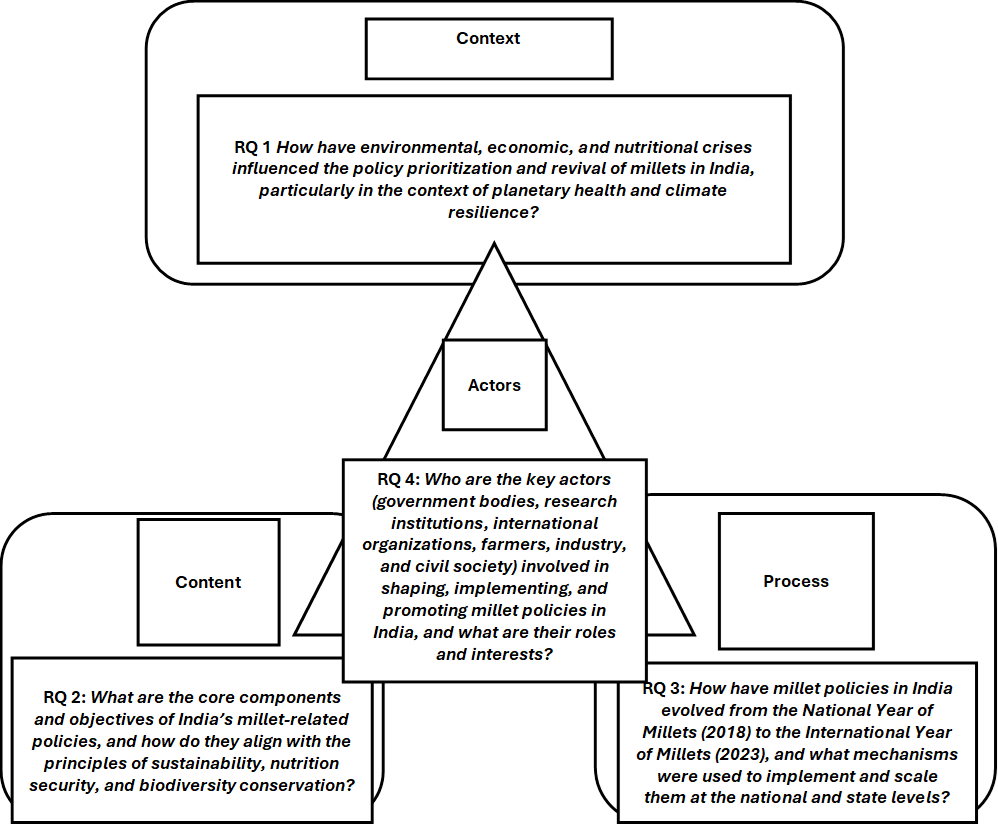 Context
RQ 1 How have environmental, economic, and nutritional crises
influenced the policy prioritization and revival of millets in India,
particularly in the context of planetary health and climate
resilience?
Actors
RQ 4: Who are the key actors
(government bodies, research
institutions, international
organizations, farmers, industry,
and civil society) involved in
shaping, implementing, and
promoting millet policies in
India, and what are their roles
and interests?
Content
RQ 2: What are the core components
and objectives of India’s millet-related
policies, and how do they align with the
principles of sustainability, nutrition
security, and biodiversity conservation?
Process
RQ 3: How have millet policies in India
evolved from the National Year of
Millets (2018) to the International Year
of Millets (2023), and what mechanisms
were used to implement and scale
them at the national and state levels?